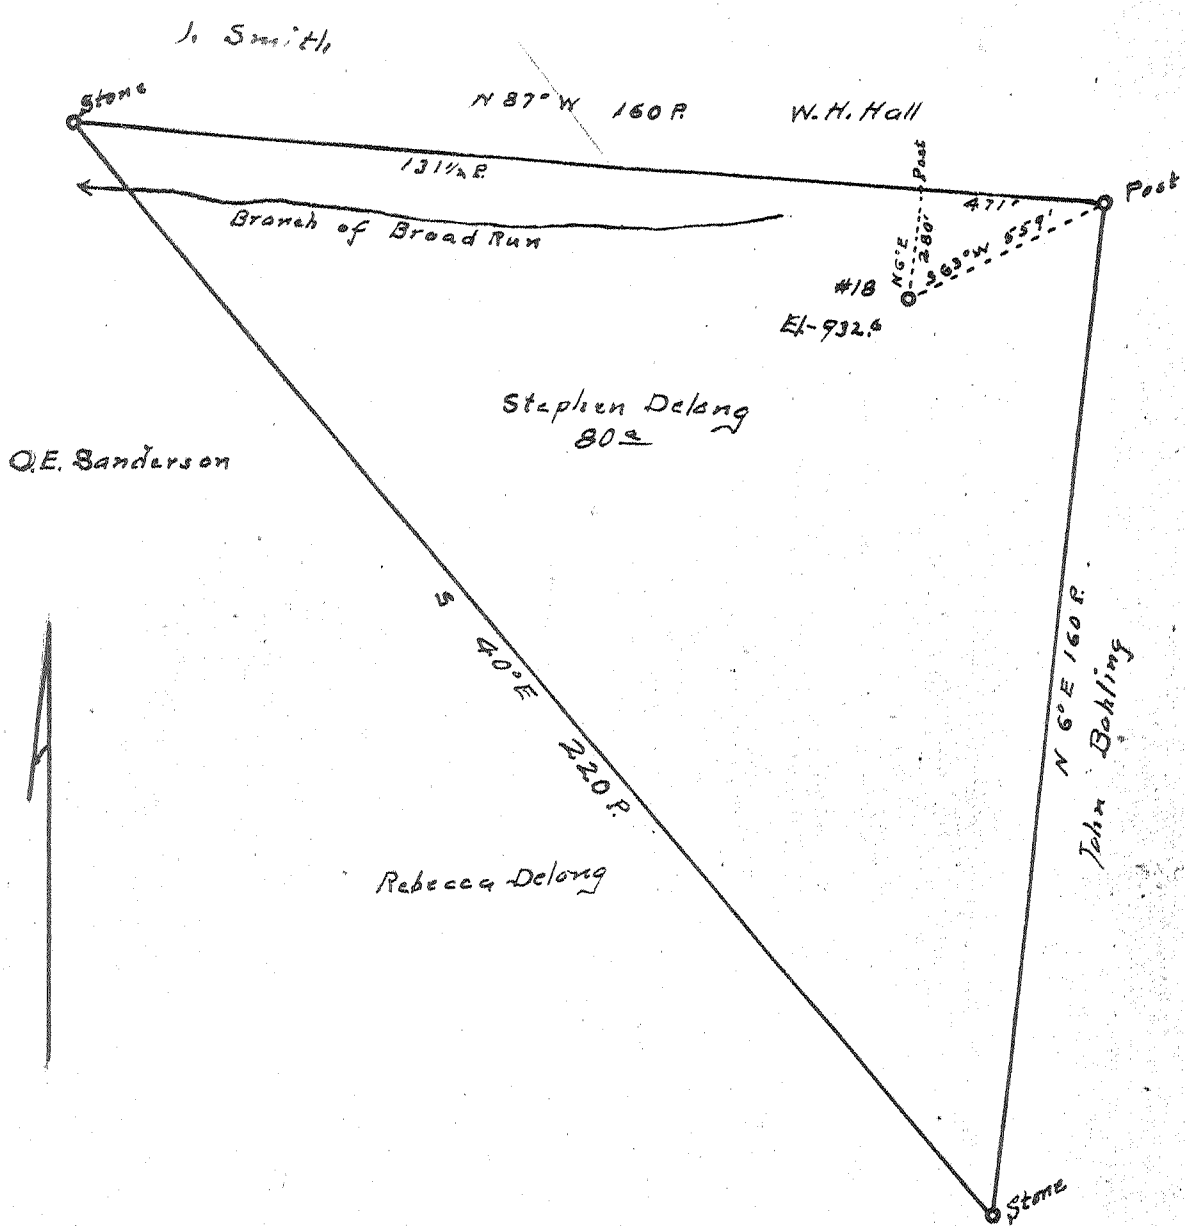 J. Smith
Stone
N 87° W 160 P.
W. H. Hall
131½ P.
Post
471'
Post
Branch of Broad Run
N 6° E
280'
S 63° W 559'
#18
El-932.6
Stephen Delong
80 a
O.E. Sanderson
S 40° E 220 P.
N 6° E 160 P.
John Bohling
Rebecca Delong
Stone